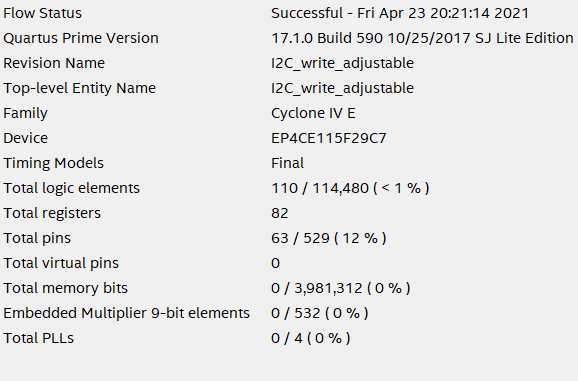 Flow Status Successful - Fri Apr 23 20:21:14 2021
Quartus Prime Version 17.1.0 Build 590 10/25/2017 SJ Lite Edition
Revision Name I2C_write_adjustable
Top-level Entity Name I2C_write_adjustable
Family Cyclone IV E
Device EP4CE115F29C7
Timing Models Final
Total logic elements 110 / 114,480 ( < 1 % )
Total registers 82
Total pins 63 / 529 ( 12 % )
Total virtual pins 0
Total memory bits 0 / 3,981,312 ( 0 % )
Embedded Multiplier 9-bit elements 0 / 532 ( 0 % )
Total PLLs 0 / 4 ( 0 % )